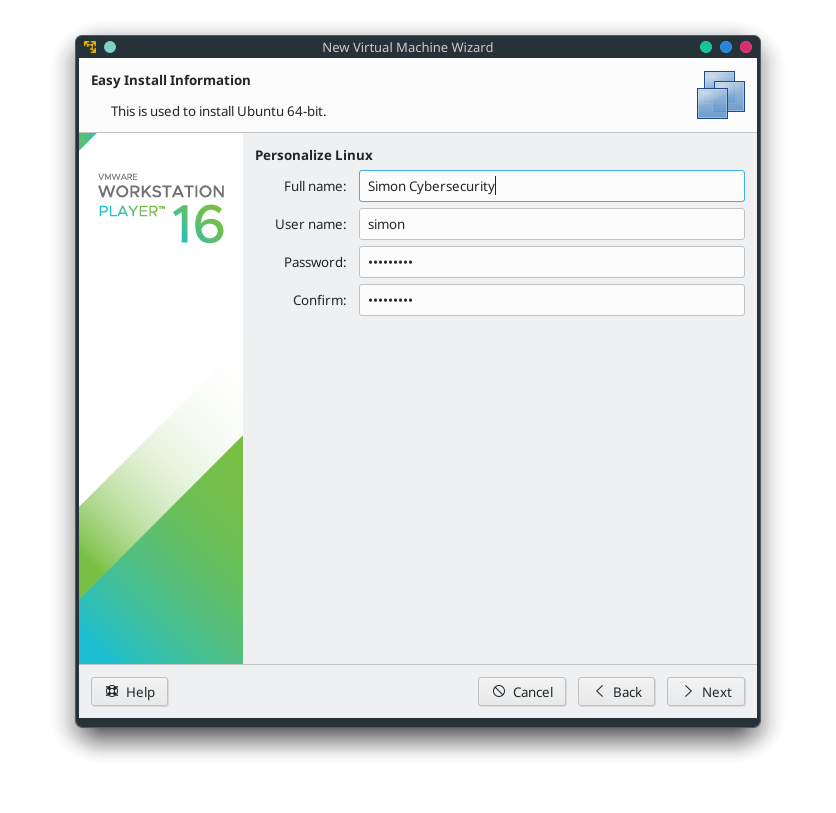 New Virtual Machine Wizard
Easy Install Information
This is used to install Ubuntu 64-bit.
VMWARE
WORKSTATION
PLAYER™ 16
Personalize Linux
Full name: Simon Cybersecurity
User name: simon
Password: •••••••••
Confirm: •••••••••
Help Cancel Back Next